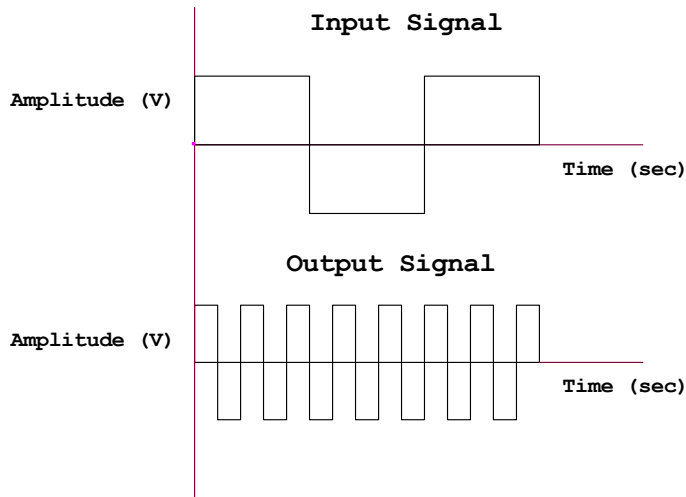 Input Signal
Amplitude (V)
Time (sec)
Output Signal
Amplitude (V)
Time (sec)